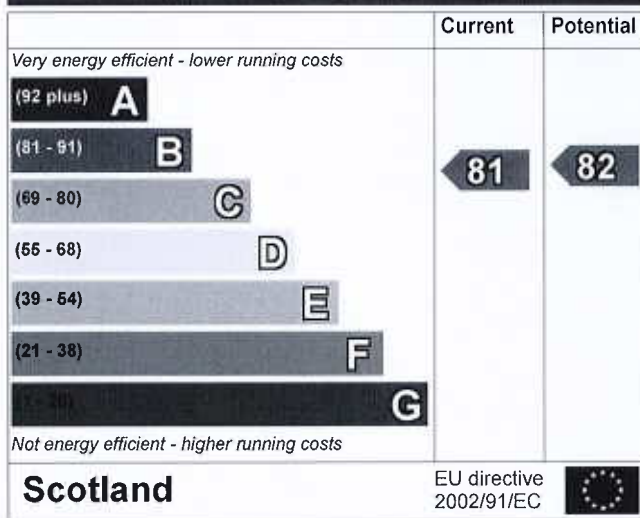 Current Potential
Very energy efficient - lower running costs
(92 plus) A
(81 - 91) B
81 82
(69 - 80) C
(55 - 68) D
(39 - 54) E
(21 - 38) F
G
Not energy efficient - higher running costs
Scotland
EU directive
2002/91/EC